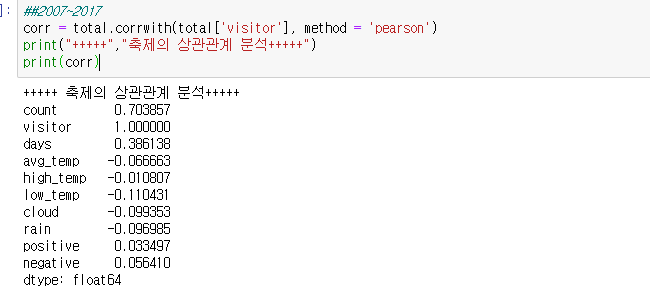 ]:
##2007~2017
corr = total.corrwith(total['visitor'], method = 'pearson')
print("+++++","축제의 상관관계 분석+++++")
print(corr)
+++++ 축제의 상관관계 분석+++++
count 0.703857
visitor 1.000000
days 0.386138
avg_temp -0.066663
high_temp -0.010807
low_temp -0.110431
cloud -0.099353
rain -0.096985
positive 0.033497
negative 0.056410
dtype: float64